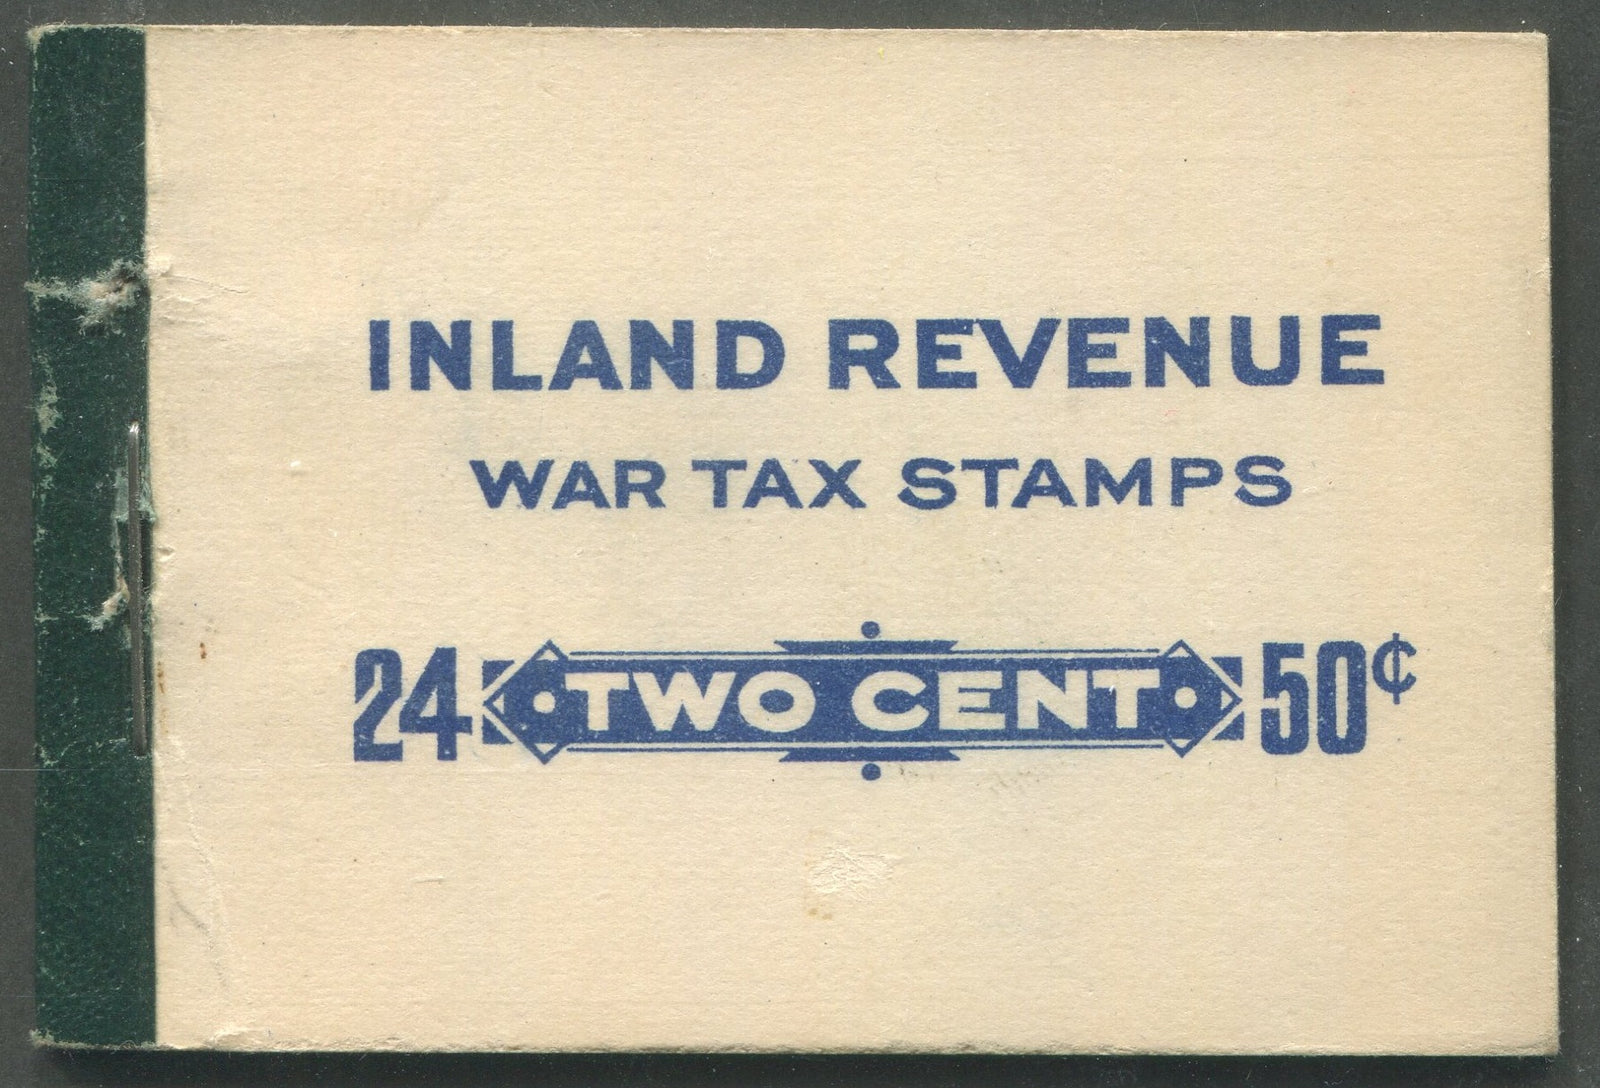 INLAND REVENUE
WAR TAX STAMPS
24 TWO CENT 50¢